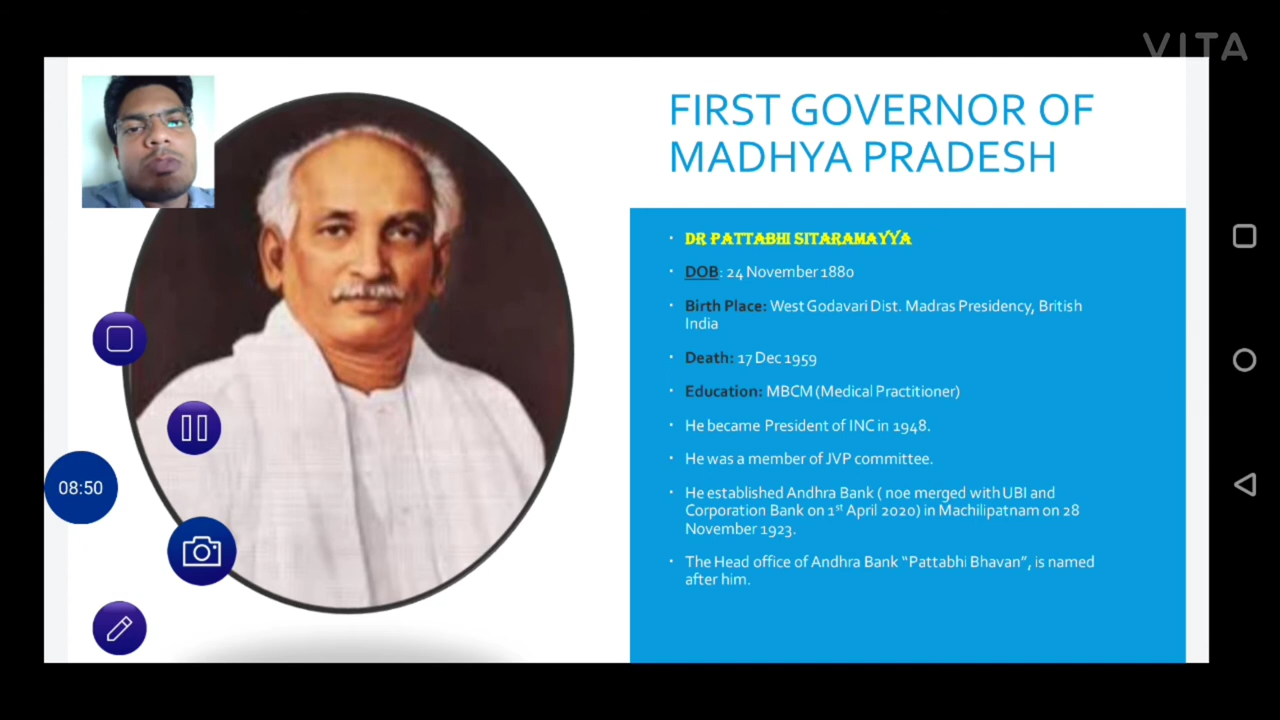 VITA
FIRST GOVERNOR OF
MADHYA PRADESH
• DR PATTABHI SITARAMAYYA
• DOB: 24 November 1880
• Birth Place: West Godavari Dist. Madras Presidency, British
India
• Death: 17 Dec 1959
• Education: MBCM (Medical Practitioner)
• He became President of INC in 1948.
• He was a member of JVP committee.
• He established Andhra Bank ( noe merged with UBI and
Corporation Bank on 1st April 2020) in Machilipatnam on 28
November 1923.
• The Head office of Andhra Bank “Pattabhi Bhavan”, is named
after him.
08:50